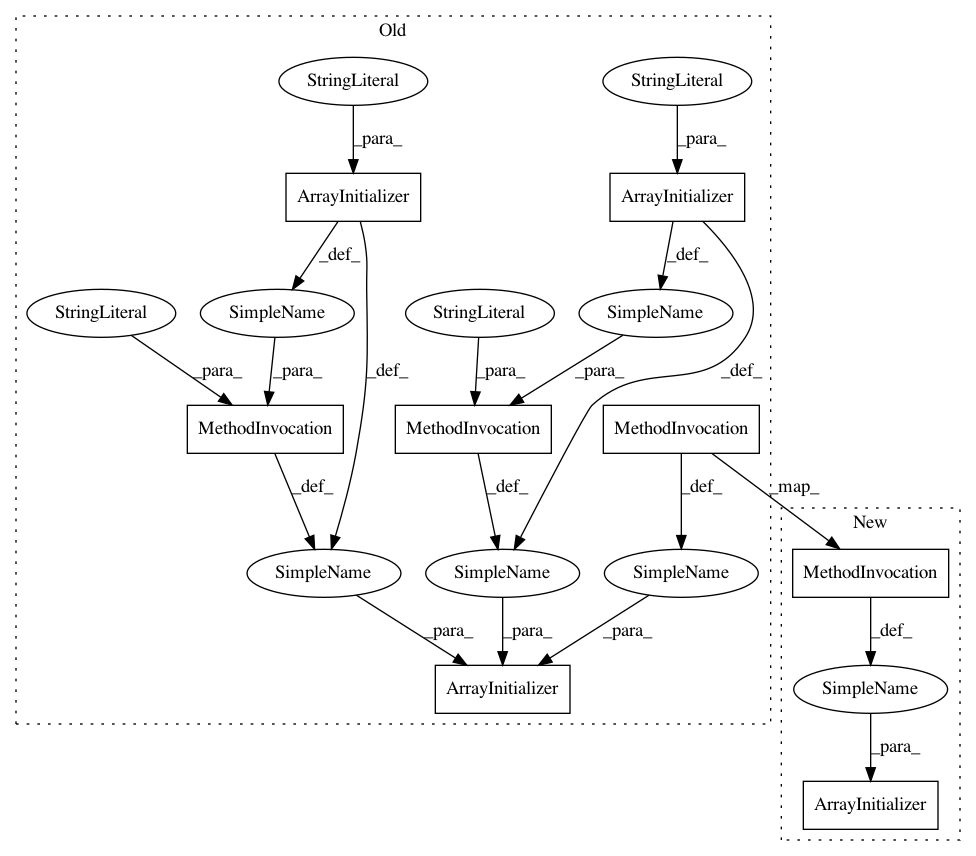 Old
StringLiteral
StringLiteral
_para_
_para_
ArrayInitializer
ArrayInitializer
_def_
_def_
StringLiteral
SimpleName
StringLiteral
SimpleName
_para_
_para_
_def_
_para_
_para_
_def_
MethodInvocation
MethodInvocation
MethodInvocation
_def_
_def_
_def_
_map_
New
SimpleName
SimpleName
SimpleName
MethodInvocation
_para_
_para_
_para_
_def_
ArrayInitializer
SimpleName
_para_
ArrayInitializer